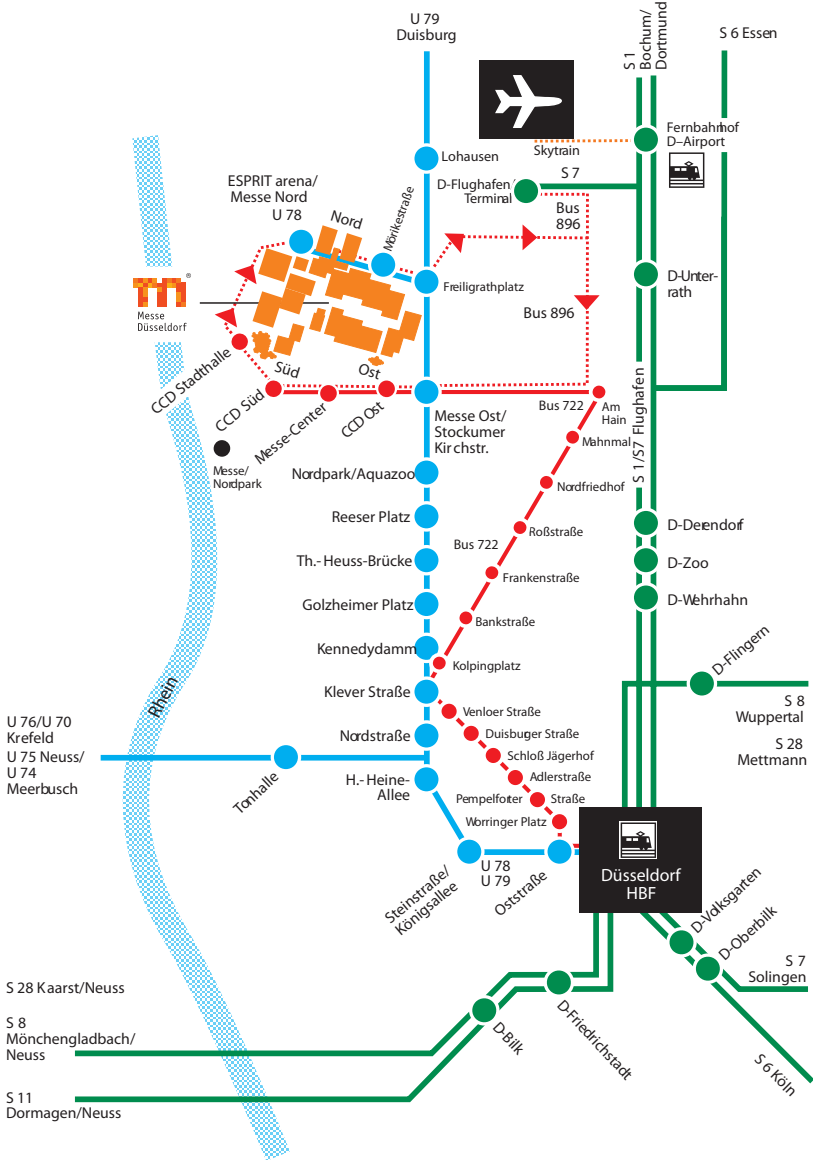 U 79
Duisburg
S 1
Bochum/
Dortmund
S 6 Essen
Fernbahnhof
D–Airport
Skytrain
Lohausen
S 7
D-Flughafen/
Terminal
Bus
896
ESPRIT arena/
Messe Nord
U 78
Nord
Mörikestraße
Freiligrathplatz
D-Unter-
rath
®
Messe
Düsseldorf
Bus 896
CCD Stadthalle
Süd
Ost
CCD Süd
Messe-Center
CCD Ost
Messe Ost/
Stockumer
Kirchstr.
Bus 722
Am
Hain
Mahnmal
S 1/S7 Flughafen
Messe/
Nordpark
Nordpark/Aquazoo
Nordfriedhof
Reeser Platz
Roßstraße
D-Derendorf
Bus 722
Th.-Heuss-Brücke
D-Zoo
Frankenstraße
Golzheimer Platz
D-Wehrhahn
Bankstraße
Kennedydamm
Kolpingplatz
D-Flingern
Klever Straße
Rhein
S 8
Wuppertal
S 28
Mettmann
Venloer Straße
U 76/U 70
Krefeld
U 75 Neuss/
U 74
Meerbusch
Nordstraße
Duisburger Straße
Schloß Jägerhof
Tonhalle
H.-Heine-
Allee
Adlerstraße
Pempelforter Straße
Worringer Platz
Steinstraße/
Königsallee
U 78
U 79
Oststraße
Düsseldorf
HBF
D-Volksgarten
D-Oberbilk
S 7
Solingen
S 28 Kaarst/Neuss
S 8
Mönchengladbach/
Neuss
D-Bilk
D-Friedrichstadt
S 6 Köln
S 11
Dormagen/Neuss